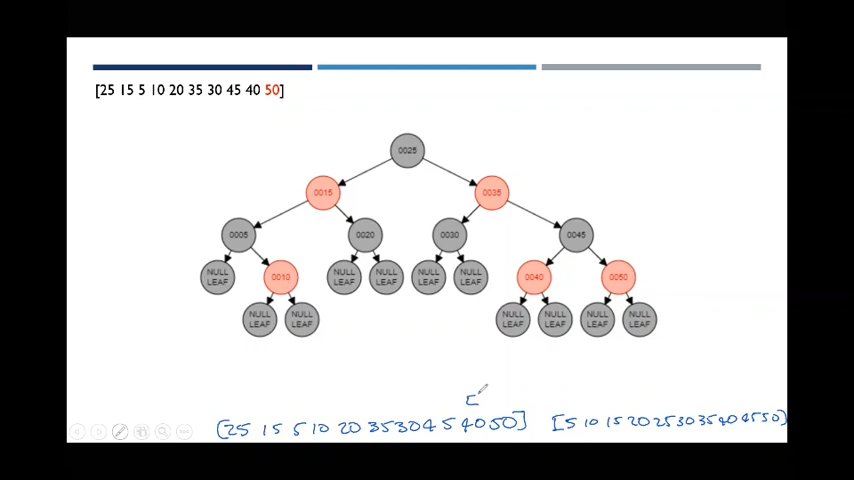 [25 15 5 10 20 35 30 45 40 50]
0025
0015 0035
0005 0020 0030 0045
NULL LEAF 0010 NULL LEAF NULL LEAF NULL LEAF NULL LEAF 0040 0050
NULL LEAF NULL LEAF NULL LEAF NULL LEAF NULL LEAF NULL LEAF
[
[25 15 5 10 20 35 30 45 40 50] [5 10 15 20 25 30 35 40 45 50]